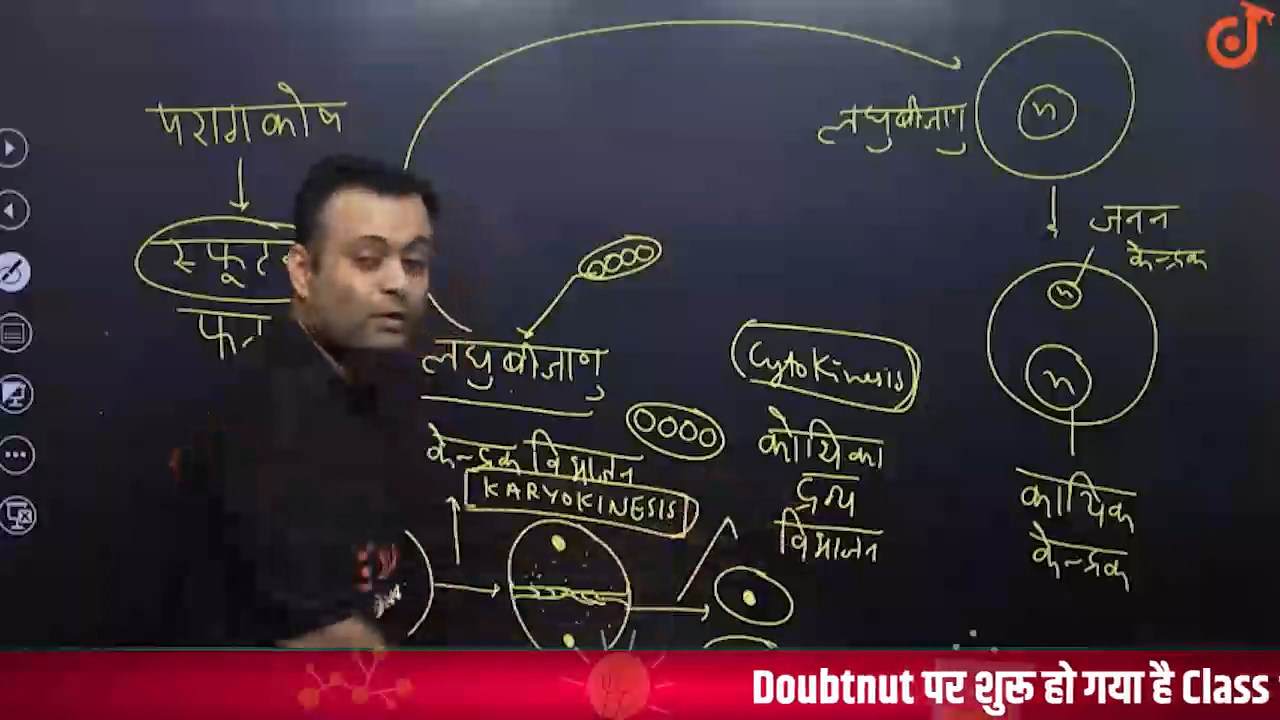 परागकोष
लघुबीजाणु
n
जनन
केन्द्रक
n
n
कायिक
केन्द्रक
लघुबीजाणु
केन्द्रक विभाजन
KARYOKINESIS
Cytokinesis
कोशिका
द्रव्य
विभाजन
Doubtnut पर शुरू हो गया है Class